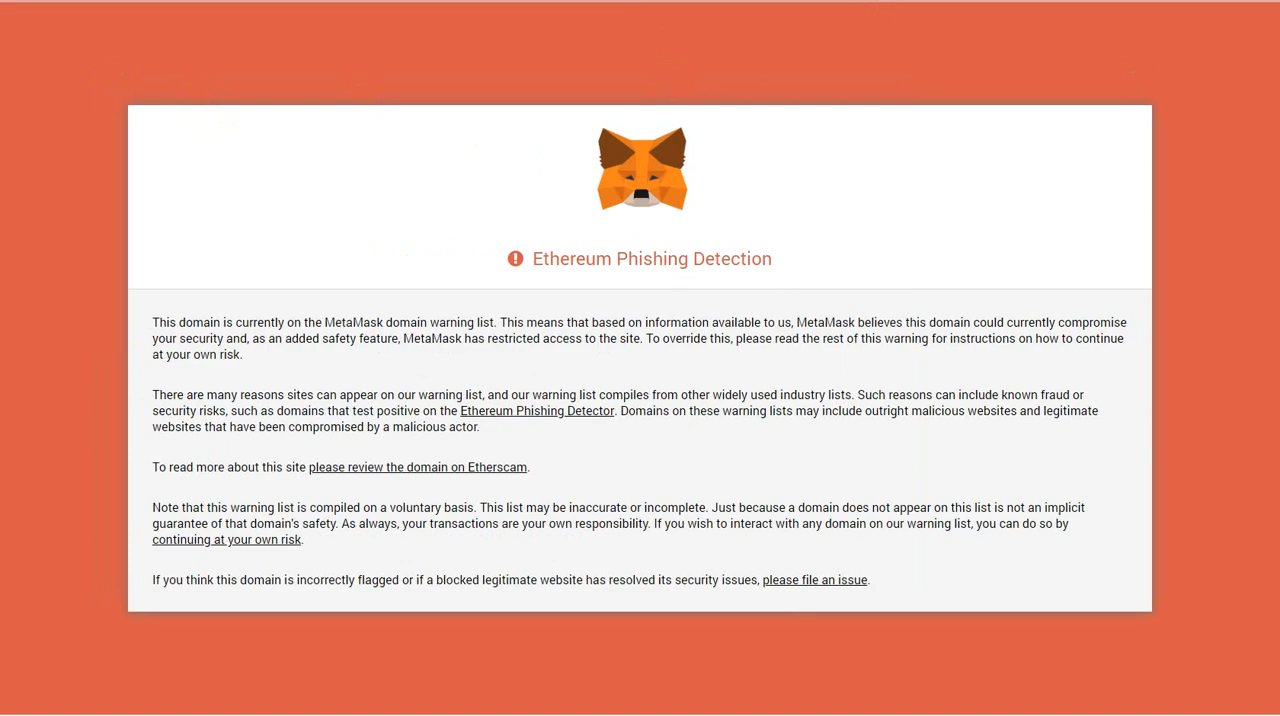 Ethereum Phishing Detection
This domain is currently on the MetaMask domain warning list. This means that based on information available to us, MetaMask believes this domain could currently compromise
your security and, as an added safety feature, MetaMask has restricted access to the site. To override this, please read the rest of this warning for instructions on how to continue
at your own risk.
There are many reasons sites can appear on our warning list, and our warning list compiles from other widely used industry lists. Such reasons can include known fraud or
security risks, such as domains that test positive on the Ethereum Phishing Detector. Domains on these warning lists may include outright malicious websites and legitimate
websites that have been compromised by a malicious actor.
To read more about this site please review the domain on Etherscam.
Note that this warning list is compiled on a voluntary basis. This list may be inaccurate or incomplete. Just because a domain does not appear on this list is not an implicit
guarantee of that domain's safety. As always, your transactions are your own responsibility. If you wish to interact with any domain on our warning list, you can do so by
continuing at your own risk.
If you think this domain is incorrectly flagged or if a blocked legitimate website has resolved its security issues, please file an issue.